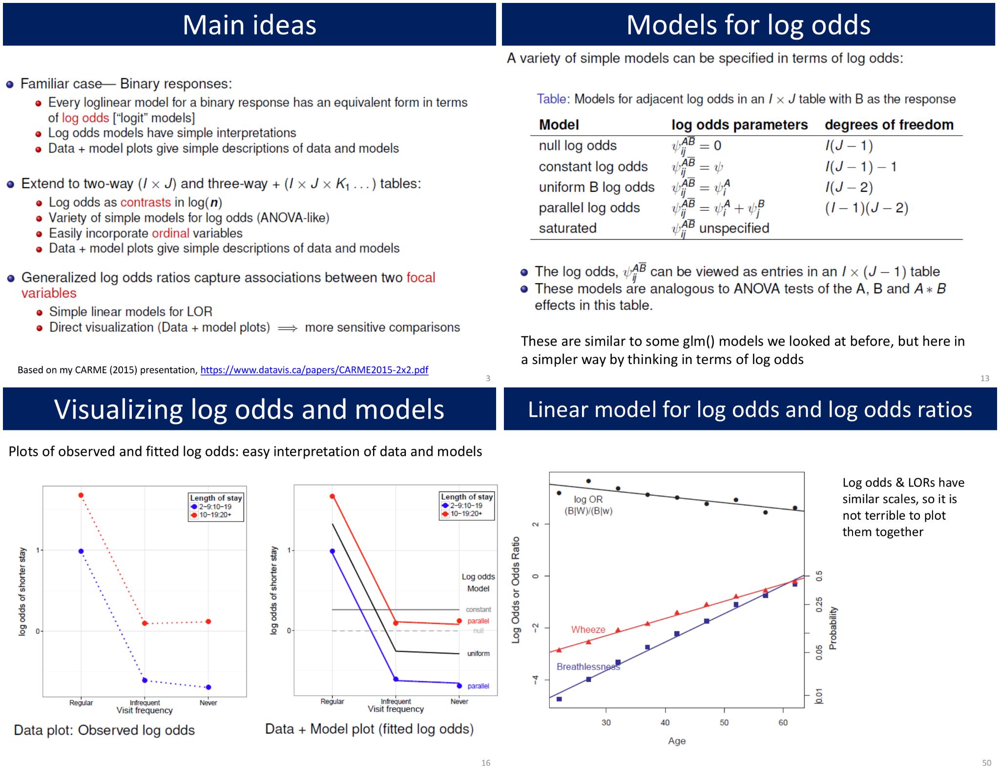 Main ideas
Familiar case— Binary responses:
Every loglinear model for a binary response has an equivalent form in terms
of log odds [“logit” models]
Log odds models have simple interpretations
Data + model plots give simple descriptions of data and models
Extend to two-way (I × J) and three-way + (I × J × K₁ . . .) tables:
Log odds as contrasts in log(n)
Variety of simple models for log odds (ANOVA-like)
Easily incorporate ordinal variables
Data + model plots give simple descriptions of data and models
Generalized log odds ratios capture associations between two focal
variables
Simple linear models for LOR
Direct visualization (Data + model plots) ⟹ more sensitive comparisons
Based on my CARME (2015) presentation, https://www.datavis.ca/papers/CARME2015-2x2.pdf
3
Models for log odds
A variety of simple models can be specified in terms of log odds:
Table: Models for adjacent log odds in an I × J table with B as the response
Model log odds parameters degrees of freedom
null log odds ψ_{ij}^{AB̅} = 0 I(J − 1)
constant log odds ψ_{ij}^{AB̅} = ψ I(J − 1) − 1
uniform B log odds ψ_{ij}^{AB̅} = ψ_i^A I(J − 2)
parallel log odds ψ_{ij}^{AB̅} = ψ_i^A + ψ_j^B (I − 1)(J − 2)
saturated ψ_{ij}^{AB̅} unspecified
The log odds, ψ_{ij}^{AB̅} can be viewed as entries in an I × (J − 1) table
These models are analogous to ANOVA tests of the A, B and A ∗ B
effects in this table.
These are similar to some glm() models we looked at before, but here in
a simpler way by thinking in terms of log odds
13
Visualizing log odds and models
Plots of observed and fitted log odds: easy interpretation of data and models
Length of stay
2−9:10−19
10−19:20+
log odds of shorter stay
1
0
Regular Infrequent Never
Visit frequency
Data plot: Observed log odds
Length of stay
2−9:10−19
10−19:20+
log odds of shorter stay
1
0
Log odds
Model
constant
parallel
null
uniform
parallel
Regular Infrequent Never
Visit frequency
Data + Model plot (fitted log odds)
16
Linear model for log odds and log odds ratios
Log odds & LORs have
similar scales, so it is
not terrible to plot
them together
log OR
(B|W)/(B|w)
Wheeze
Breathlessness
Log Odds or Odds Ratio
2
0
−2
−4
0.5
0.25
0.05
0.01
Probability
30 40 50 60
Age
50